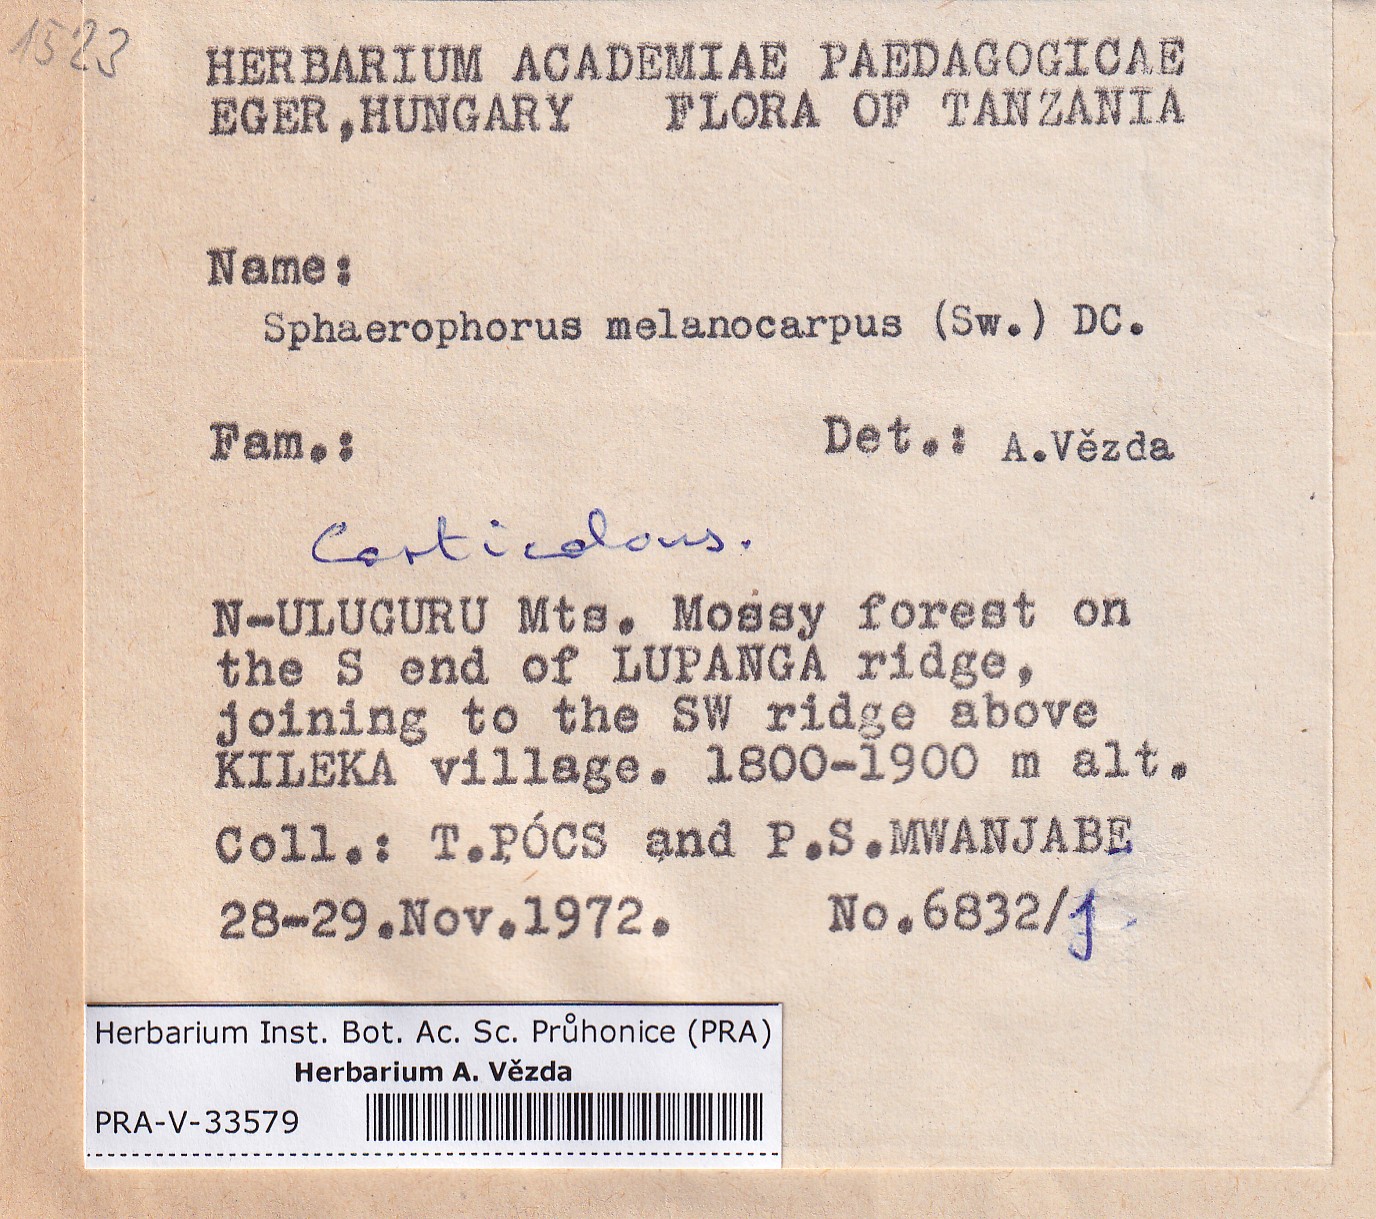 1523
HERBARIUM ACADEMIAE PAEDAGOGICAE
EGER,HUNGARY FLORA OF TANZANIA
Name:
Sphaerophorus melanocarpus (Sw.) DC.
Fam.: Det.: A.Vězda
Corticolous.
N-ULUGURU Mts. Mossy forest on
the S end of LUPANGA ridge,
joining to the SW ridge above
KILEKA village. 1800-1900 m alt.
Coll.: T.PÓCS and P.S.MWANJABE
28-29.Nov.1972. No.6832/j.
Herbarium Inst. Bot. Ac. Sc. Průhonice (PRA)
Herbarium A. Vězda
PRA-V-33579